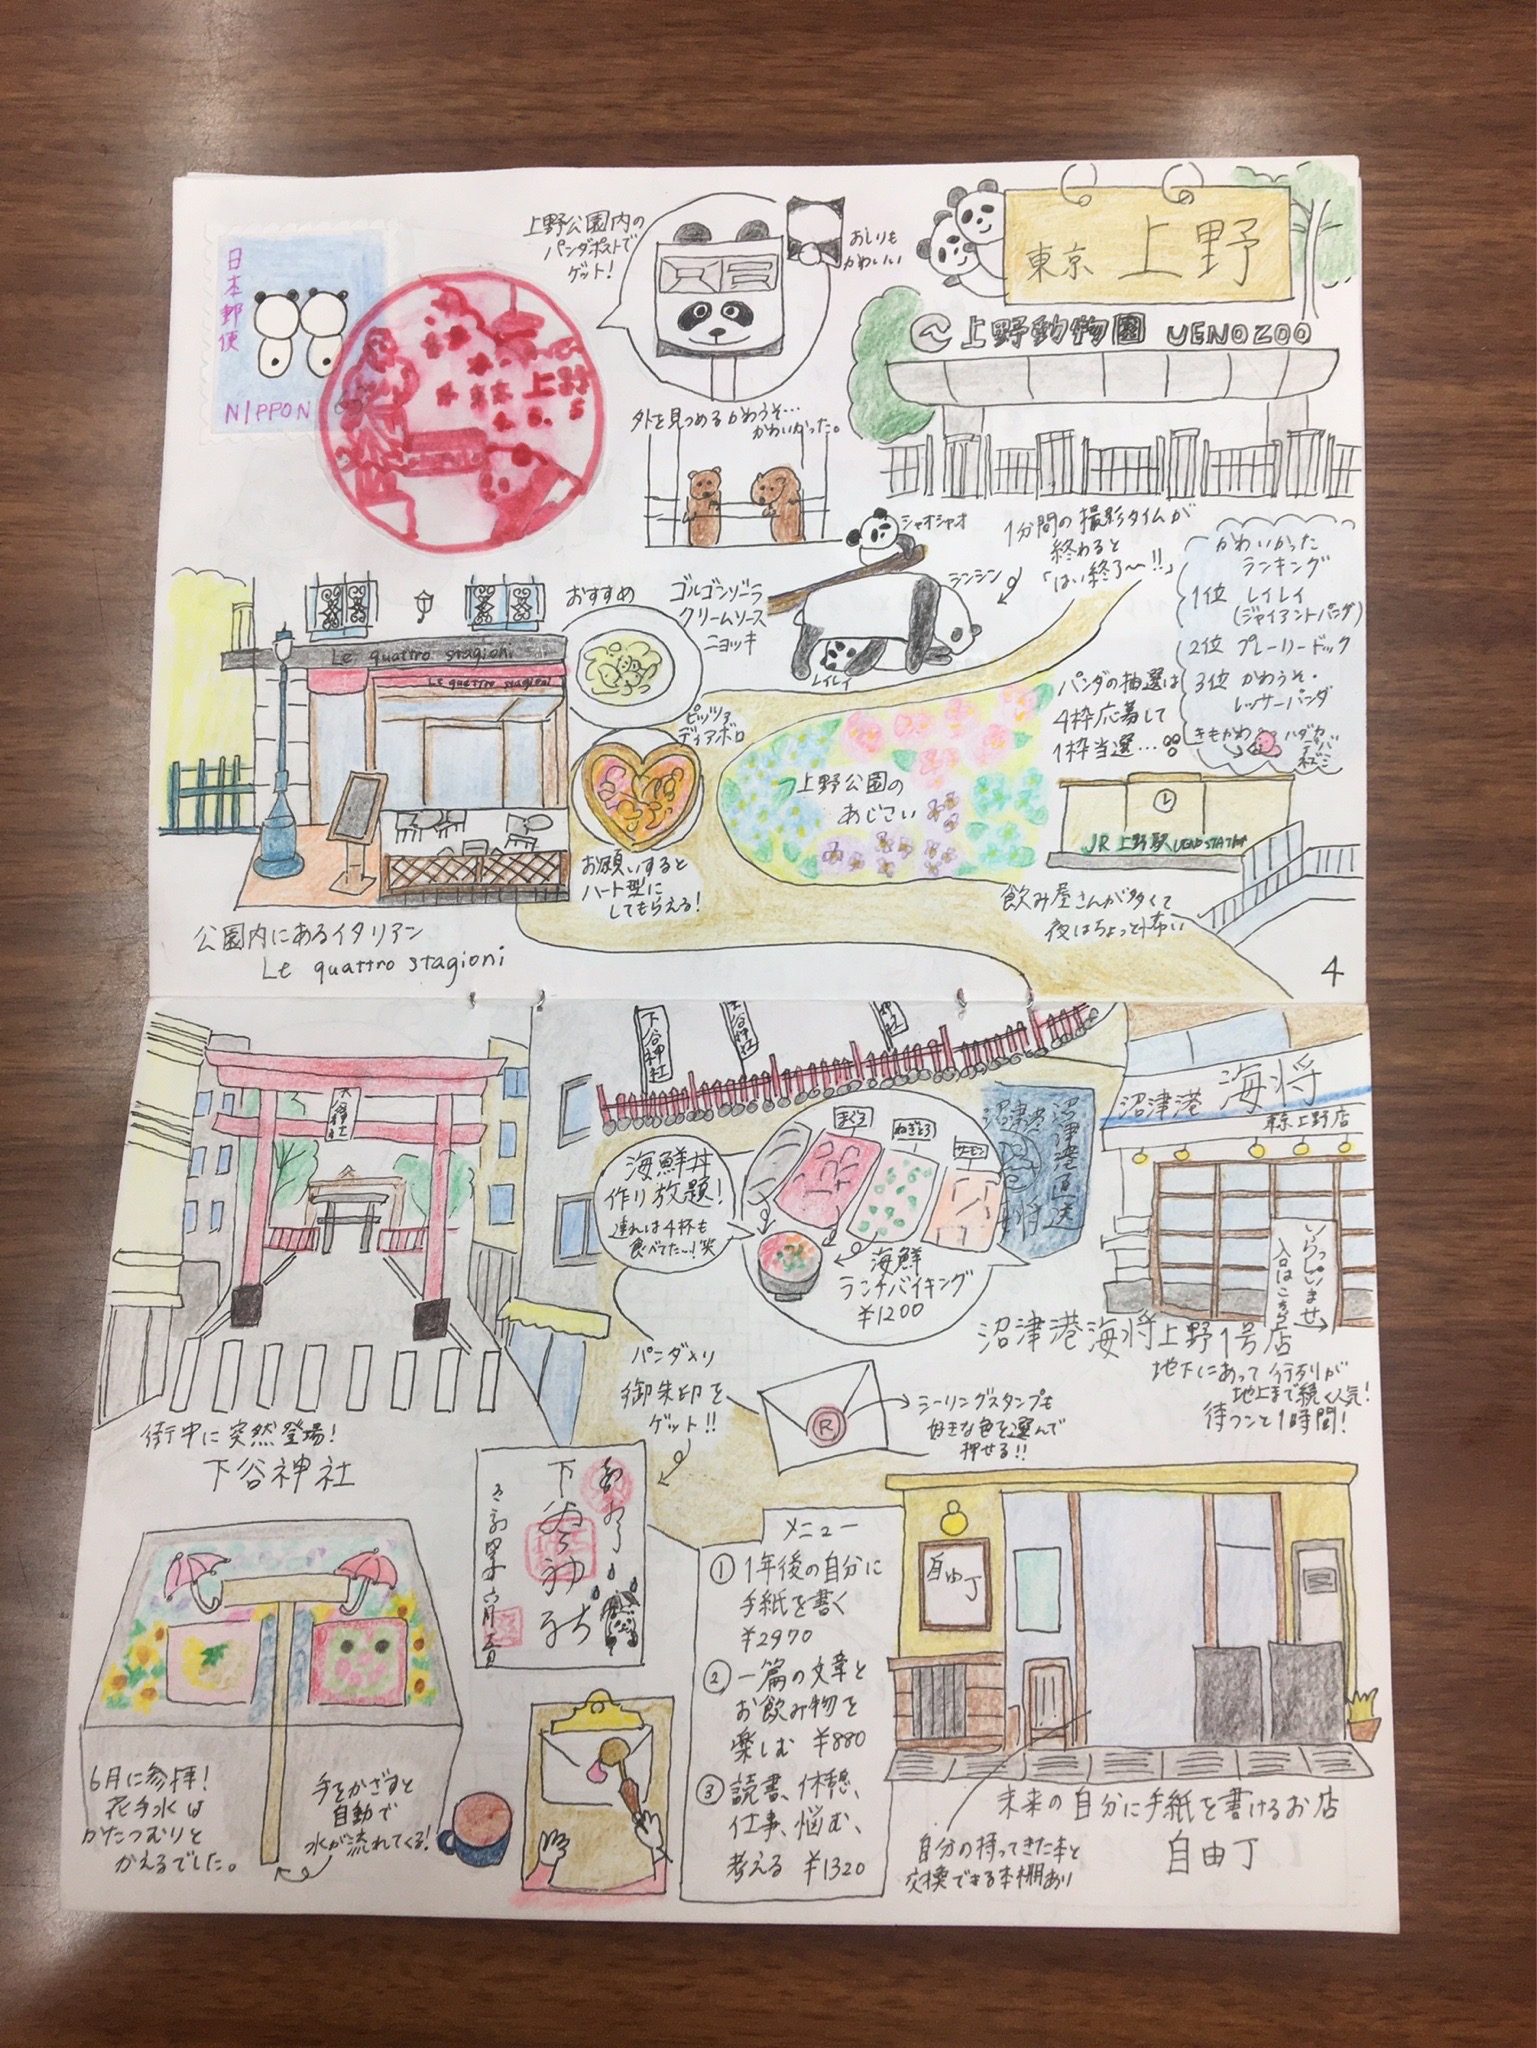 東京 上野
上野動物園 UENO ZOO
上野公園内の
パンダポストで
ゲット!
おしりも
かわいい
日本郵便
NIPPON
上野
外を見つめるかわうそ…
かわいかった。
シャオシャオ
シンシン
レイレイ
1分間の撮影タイムが
終わると
「はい終了〜!!」
かわいかった
ランキング
1位 レイレイ
(ジャイアントパンダ)
2位 プレーリードック
3位 かわうそ・
レッサーパンダ
きもかわ
ハダカ
デバ
ネズミ
パンダの抽選は
4枠応募して
1枠当選…
おすすめ
ゴルゴンゾーラ
クリームソース
ニョッキ
ピッツァ
ディアボロ
お願いすると
ハート型に
してもらえる!
Le quattro stagioni
Le quattro stagioni
公園内にあるイタリアン
Le quattro stagioni
上野公園の
あじさい
JR 上野駅 UENO STATION
飲み屋さんが多くて
夜はちょっと怖い
4
下谷神社
下谷神社
街中に突然登場!
下谷神社
海鮮丼
作り放題!
連れは4杯も
食べてた〜!笑
まぐろ
ねぎとろ
サーモン
海鮮
ランチバイキング
¥1200
沼津港直送
沼津港 海将
東京上野店
いらっしゃいませ
入口はこちら
沼津港海将上野1号店
地下にあって行列が
地上まで続く人気!
待つこと1時間!
パンダ入り
御朱印を
ゲット!!
下谷神社
R
シーリングスタンプも
好きな色を選んで
押せる!!
メニュー
① 1年後の自分に
手紙を書く
¥2970
② 一篇の文章と
お飲み物を
楽しむ ¥880
③ 読書、休憩、
仕事、悩む、
考える ¥1320
自由丁
未来の自分に手紙を書けるお店
自由丁
自分の持ってきた本と
交換できる本棚あり
6月に参拝!
花手水は
かたつむりと
かえるでした。
手をかざすと
自動で
水が流れてくる!